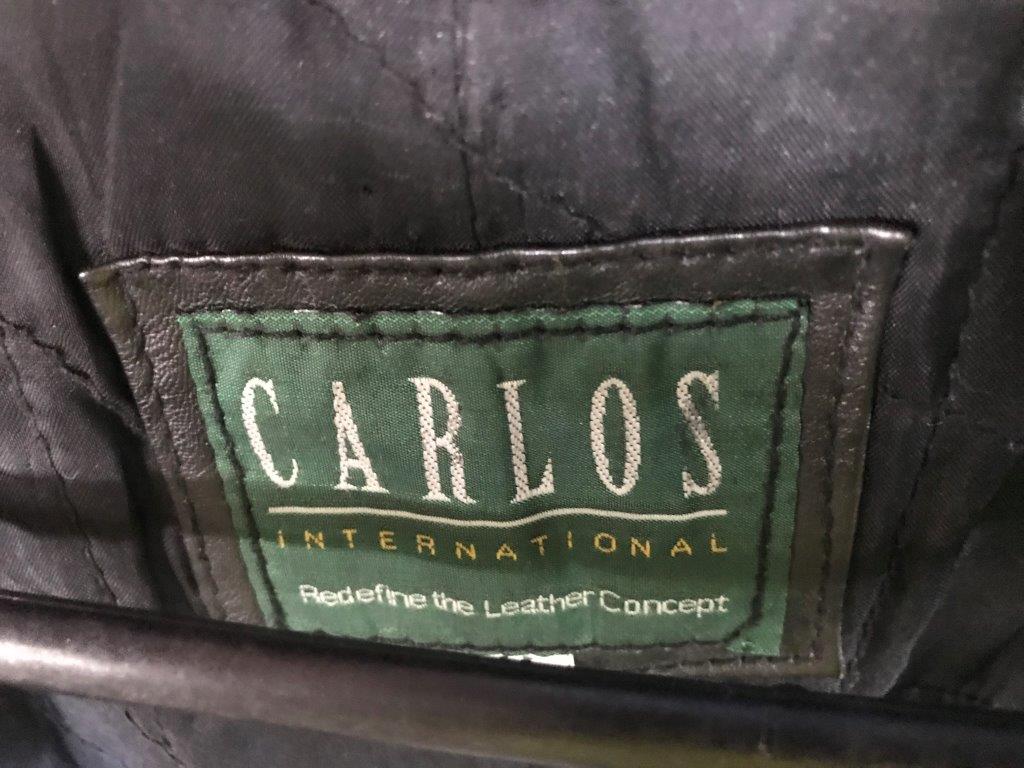 CARLOS
INTERNATIONAL
Redefine the Leather Concept